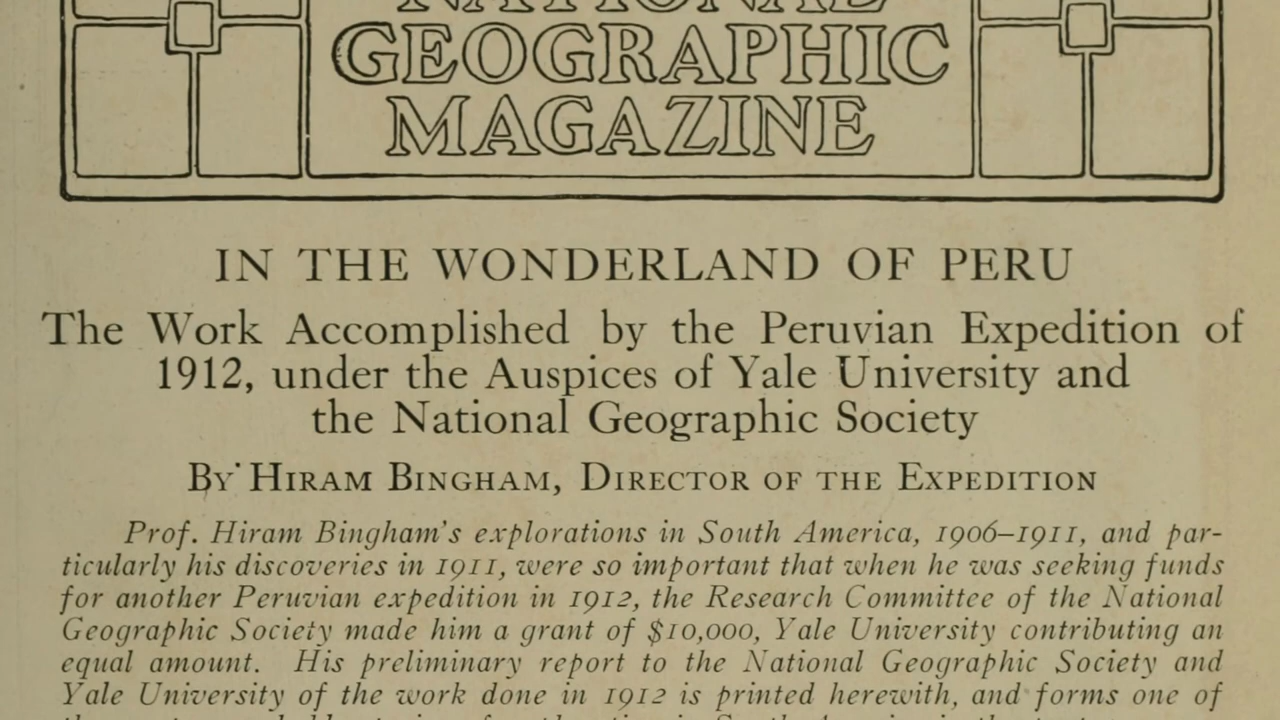 NATIONAL
GEOGRAPHIC
MAGAZINE
IN THE WONDERLAND OF PERU
The Work Accomplished by the Peruvian Expedition of
1912, under the Auspices of Yale University and
the National Geographic Society
By Hiram Bingham, Director of the Expedition
Prof. Hiram Bingham's explorations in South America, 1906–1911, and par-
ticularly his discoveries in 1911, were so important that when he was seeking funds
for another Peruvian expedition in 1912, the Research Committee of the National
Geographic Society made him a grant of $10,000, Yale University contributing an
equal amount. His preliminary report to the National Geographic Society and
Yale University of the work done in 1912 is printed herewith, and forms one of